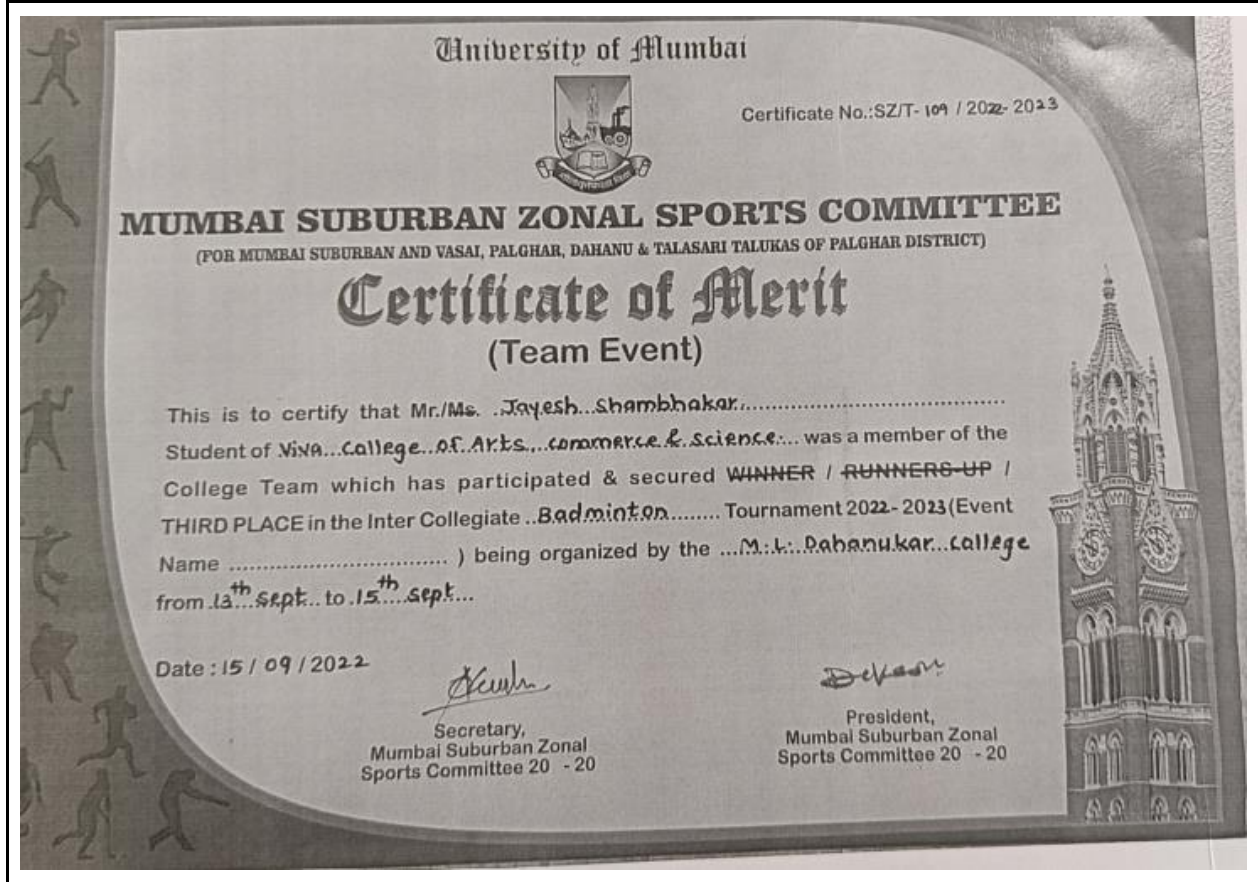 University of Mumbai
Certificate No.:SZ/T- 109 / 2022- 2023
MUMBAI SUBURBAN ZONAL SPORTS COMMITTEE
(FOR MUMBAI SUBURBAN AND VASAI, PALGHAR, DAHANU & TALASARI TALUKAS OF PALGHAR DISTRICT)
Certificate of Merit
(Team Event)
This is to certify that Mr./Ms. ..Jayesh...Shambhakar.............................................
Student of VIVA...College..of..Arts,..commerce.&.science.... was a member of the
College Team which has participated & secured WINNER / RUNNERS-UP /
THIRD PLACE in the Inter Collegiate ..Badminton........ Tournament 2022- 2023(Event
Name ................................ ) being organized by the ...M.L..Dahanukar...college
from .13th...Sept... to .15th....Sept...
Date : 15 / 09 / 2022
Secretary,
Mumbai Suburban Zonal
Sports Committee 20 - 20
President,
Mumbai Suburban Zonal
Sports Committee 20 - 20